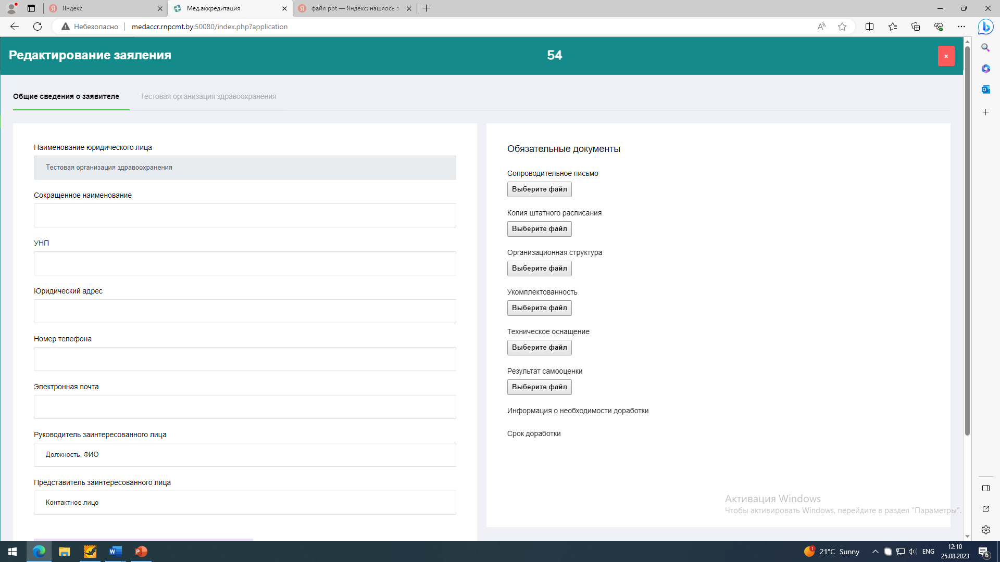 Яндекс
Мед.аккредитация
файл ppt — Яндекс: нашлось 5
Небезопасно
medaccr.rnpcmt.by:50080/index.php?application
Редактирование заяления
54
Общие сведения о заявителе
Тестовая организация здравоохранения
Наименование юридического лица
Тестовая организация здравоохранения
Сокращенное наименование
УНП
Юридический адрес
Номер телефона
Электронная почта
Руководитель заинтересованного лица
Должность, ФИО
Представитель заинтересованного лица
Контактное лицо
Обязательные документы
Сопроводительное письмо
Выберите файл
Копия штатного расписания
Выберите файл
Организационная структура
Выберите файл
Укомплектованность
Выберите файл
Техническое оснащение
Выберите файл
Результат самооценки
Выберите файл
Информация о необходимости доработки
Срок доработки
Активация Windows
Чтобы активировать Windows, перейдите в раздел "Параметры".
1
21°C Sunny
ENG
12:10
25.08.2023
6